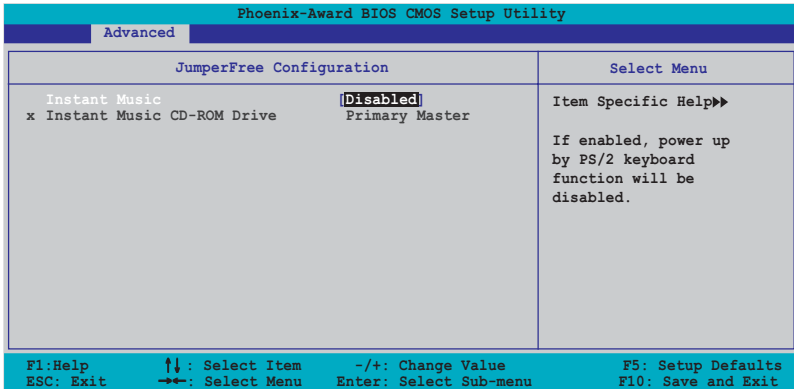 Phoenix-Award BIOS CMOS Setup Utility
Advanced
JumperFree Configuration
Select Menu
Instant Music [Disabled]
x Instant Music CD-ROM Drive Primary Master
Item Specific Help▶▶
If enabled, power up
by PS/2 keyboard
function will be
disabled.
F1:Help ↑↓: Select Item -/+: Change Value F5: Setup Defaults
ESC: Exit →←: Select Menu Enter: Select Sub-menu F10: Save and Exit